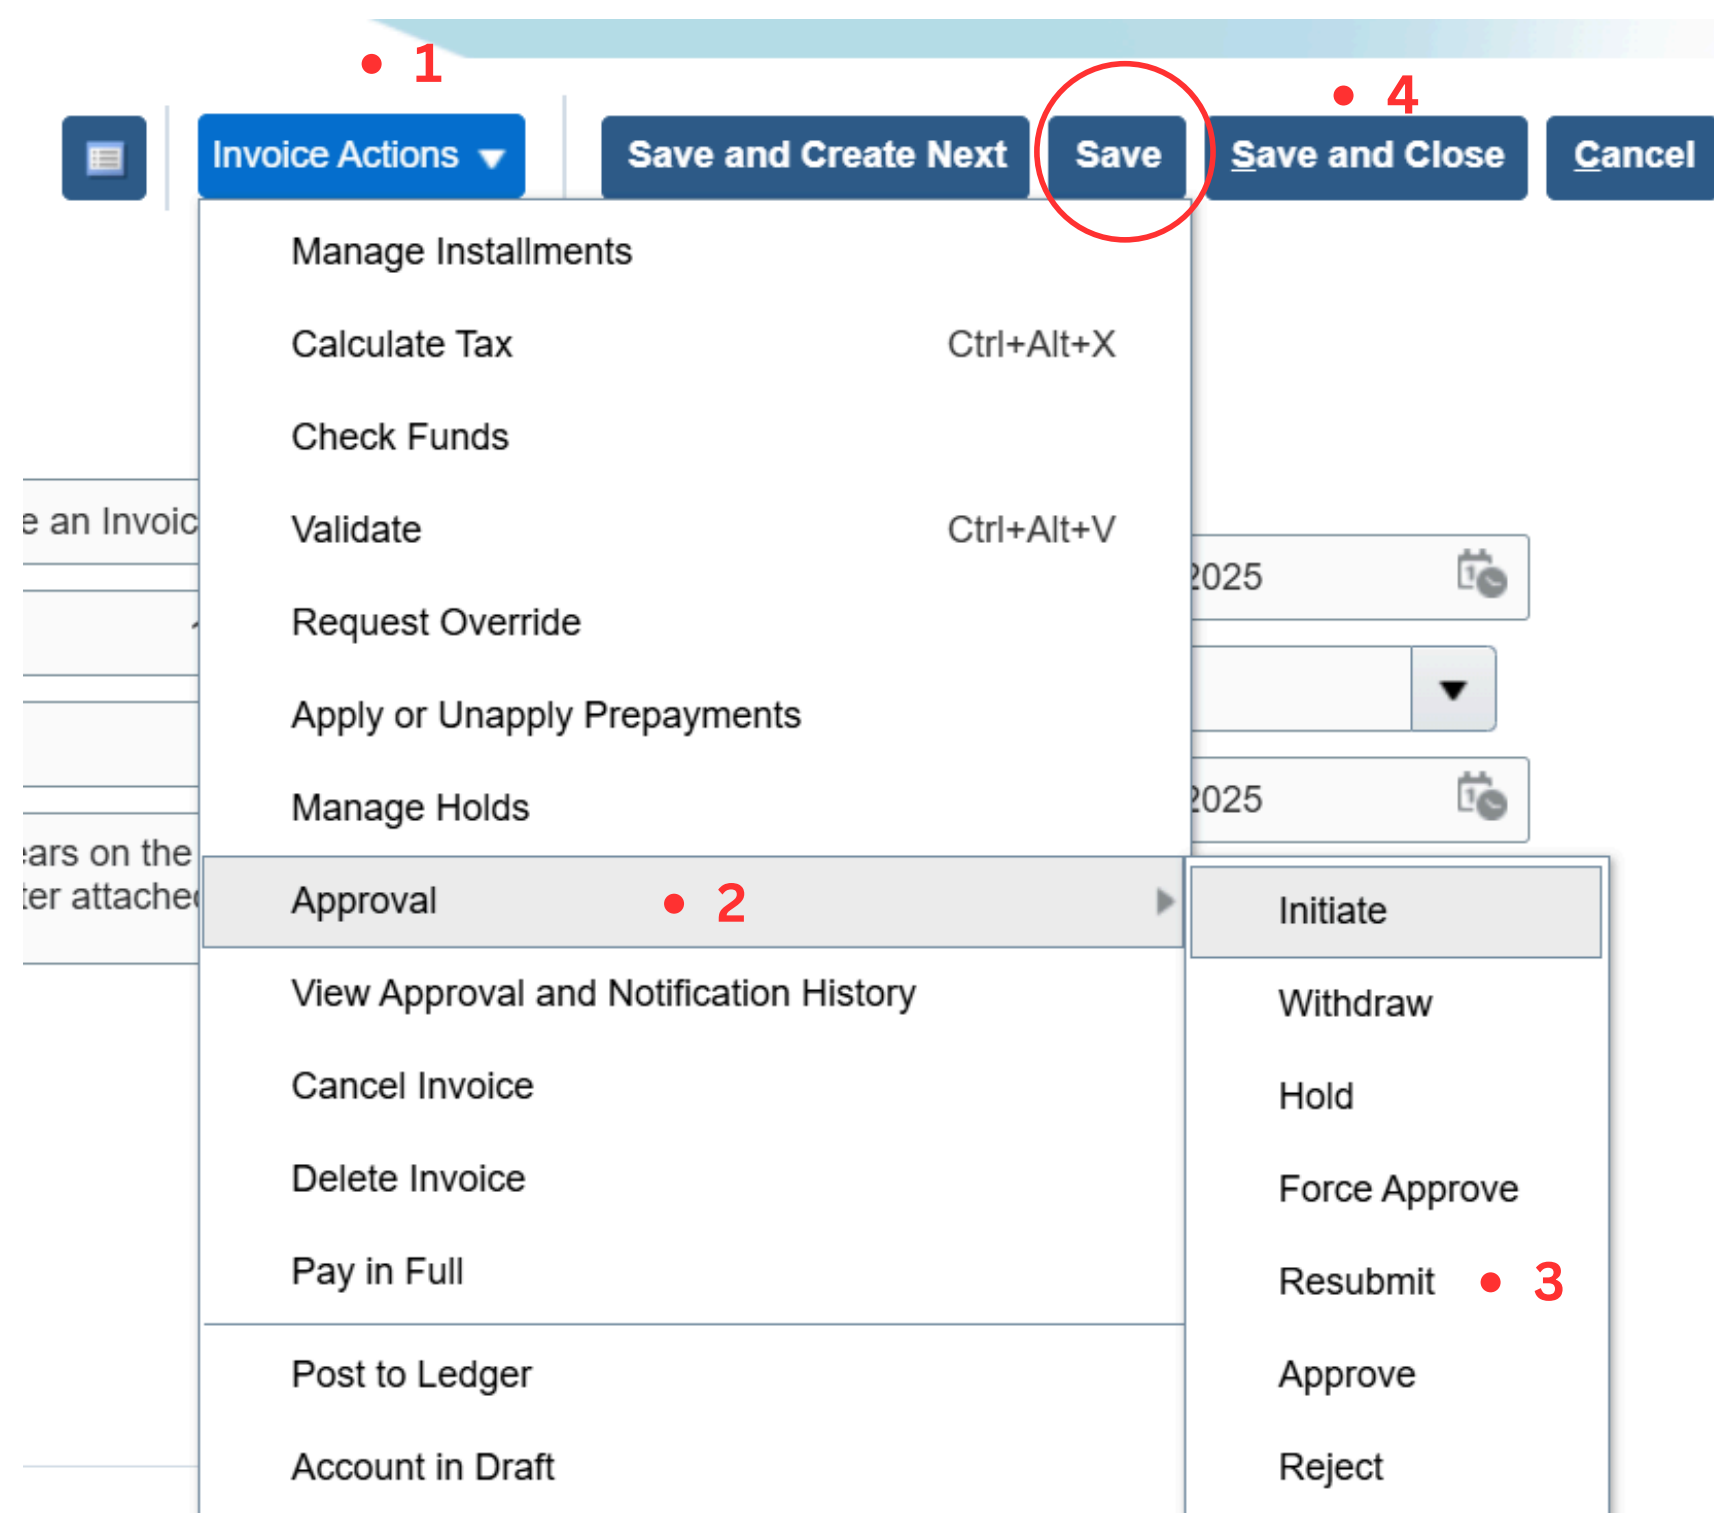 1
4
Invoice Actions
Save and Create Next
Save
Save and Close
Cancel
Manage Installments
Calculate Tax Ctrl+Alt+X
Check Funds
e an Invoic
Validate Ctrl+Alt+V
2025
Request Override
Apply or Unapply Prepayments
Manage Holds
2025
ars on the
ter attache
Approval
2
Initiate
View Approval and Notification History
Withdraw
Cancel Invoice
Hold
Delete Invoice
Force Approve
Pay in Full
Resubmit
3
Post to Ledger
Approve
Account in Draft
Reject